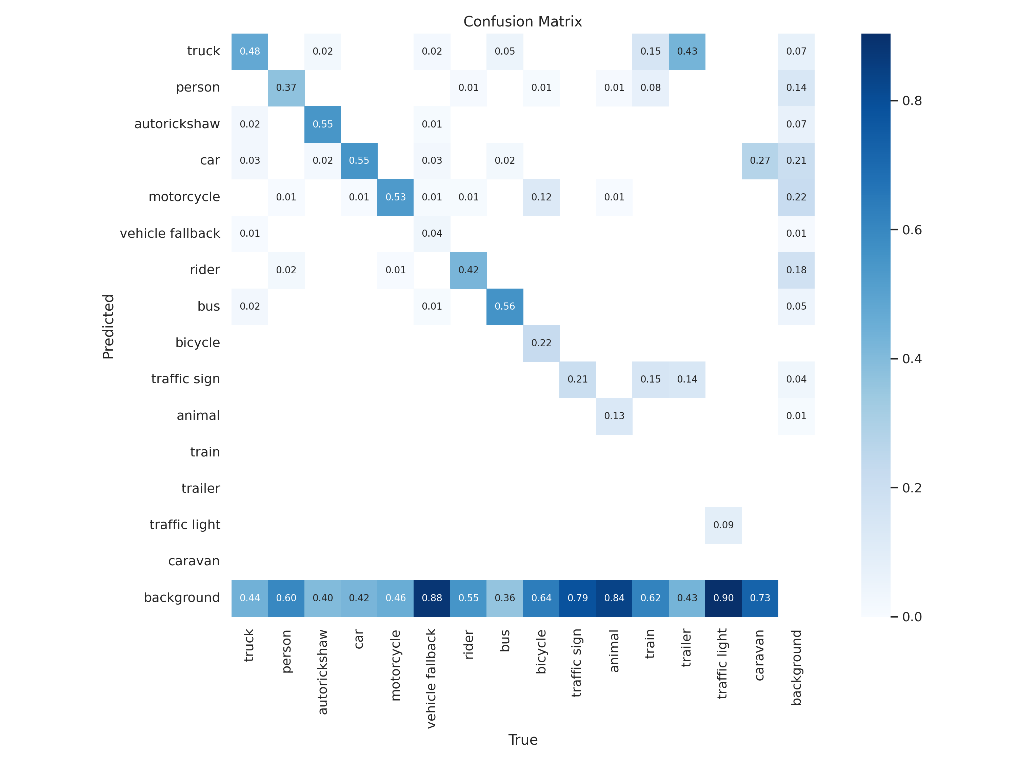 Confusion Matrix
truck 0.48 0.02 0.02 0.05 0.15 0.43 0.07
person 0.37 0.01 0.01 0.01 0.08 0.14
autorickshaw 0.02 0.55 0.01 0.07
car 0.03 0.02 0.55 0.03 0.02 0.27 0.21
motorcycle 0.01 0.01 0.53 0.01 0.01 0.12 0.01 0.22
vehicle fallback 0.01 0.04 0.01
rider 0.02 0.01 0.42 0.18
bus 0.02 0.01 0.56 0.05
bicycle 0.22
traffic sign 0.21 0.15 0.14 0.04
animal 0.13 0.01
train
trailer
traffic light 0.09
caravan
background 0.44 0.60 0.40 0.42 0.46 0.88 0.55 0.36 0.64 0.79 0.84 0.62 0.43 0.90 0.73
Predicted
truck person autorickshaw car motorcycle vehicle fallback rider bus bicycle traffic sign animal train trailer traffic light caravan background
True
0.8
0.6
0.4
0.2
0.0